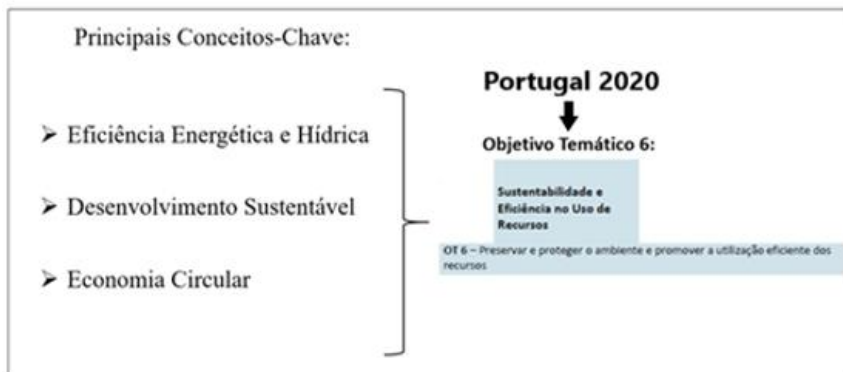 Principais Conceitos-Chave:
➢ Eficiência Energética e Hídrica
➢ Desenvolvimento Sustentável
➢ Economia Circular
Portugal 2020
Objetivo Temático 6:
Sustentabilidade e
Eficiência no Uso de
Recursos
OT 6 – Preservar e proteger o ambiente e promover a utilização eficiente dos
recursos